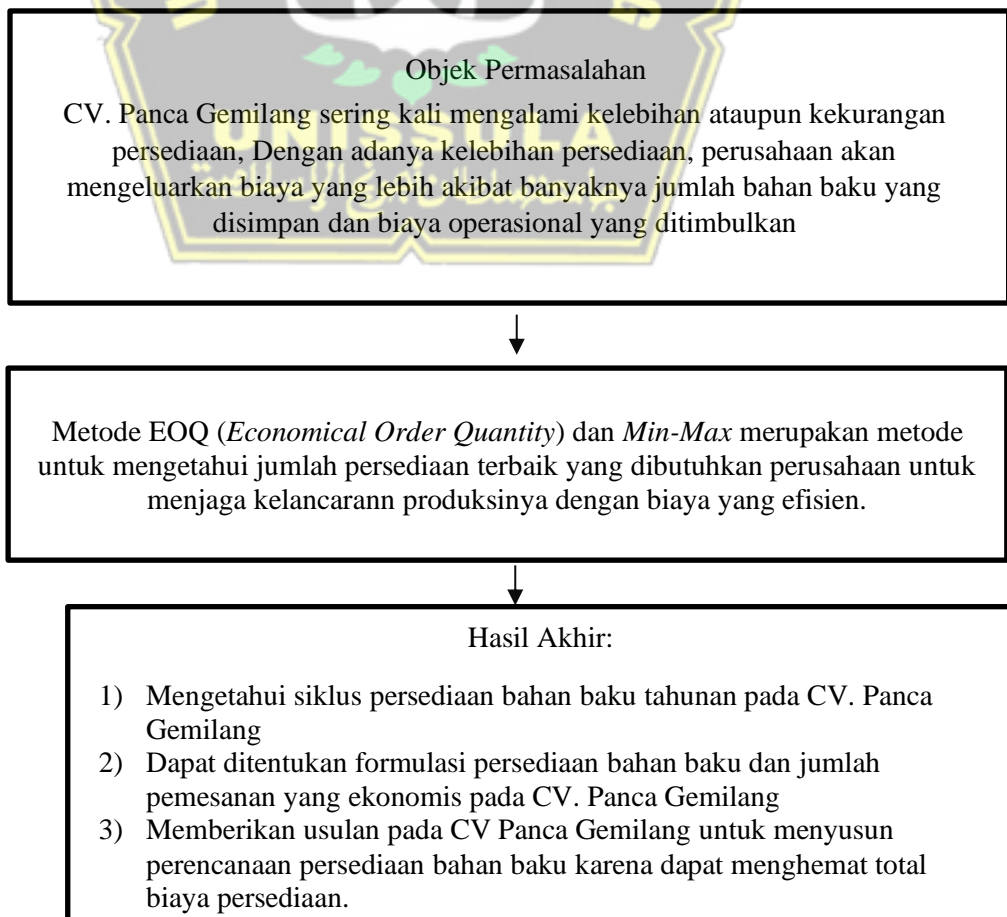 Objek Permasalahan
CV. Panca Gemilang sering kali mengalami kelebihan ataupun kekurangan
persediaan, Dengan adanya kelebihan persediaan, perusahaan akan
mengeluarkan biaya yang lebih akibat banyaknya jumlah bahan baku yang
disimpan dan biaya operasional yang ditimbulkan
UNISSULA
Metode EOQ (Economical Order Quantity) dan Min-Max merupakan metode
untuk mengetahui jumlah persediaan terbaik yang dibutuhkan perusahaan untuk
menjaga kelancarann produksinya dengan biaya yang efisien.
Hasil Akhir:
1) Mengetahui siklus persediaan bahan baku tahunan pada CV. Panca
Gemilang
2) Dapat ditentukan formulasi persediaan bahan baku dan jumlah
pemesanan yang ekonomis pada CV. Panca Gemilang
3) Memberikan usulan pada CV Panca Gemilang untuk menyusun
perencanaan persediaan bahan baku karena dapat menghemat total
biaya persediaan.